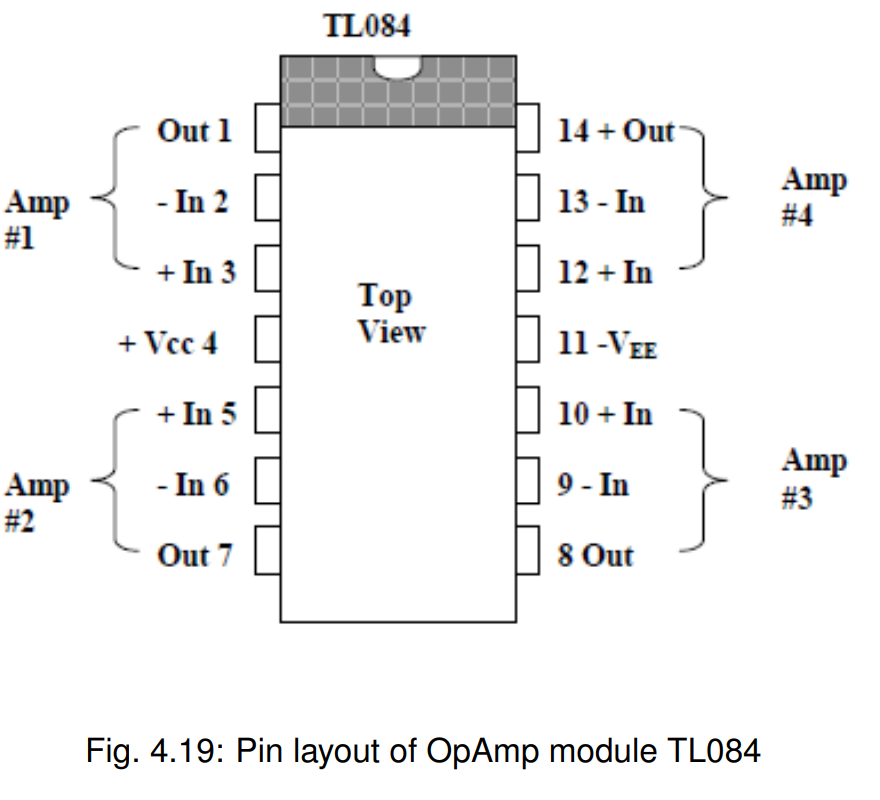 TL084
Out 1
- In 2
+ In 3
+ Vcc 4
+ In 5
- In 6
Out 7
Amp
#1
Amp
#2
Top
View
14 + Out
13 - In
12 + In
11 -VEE
10 + In
9 - In
8 Out
Amp
#4
Amp
#3
Fig. 4.19: Pin layout of OpAmp module TL084